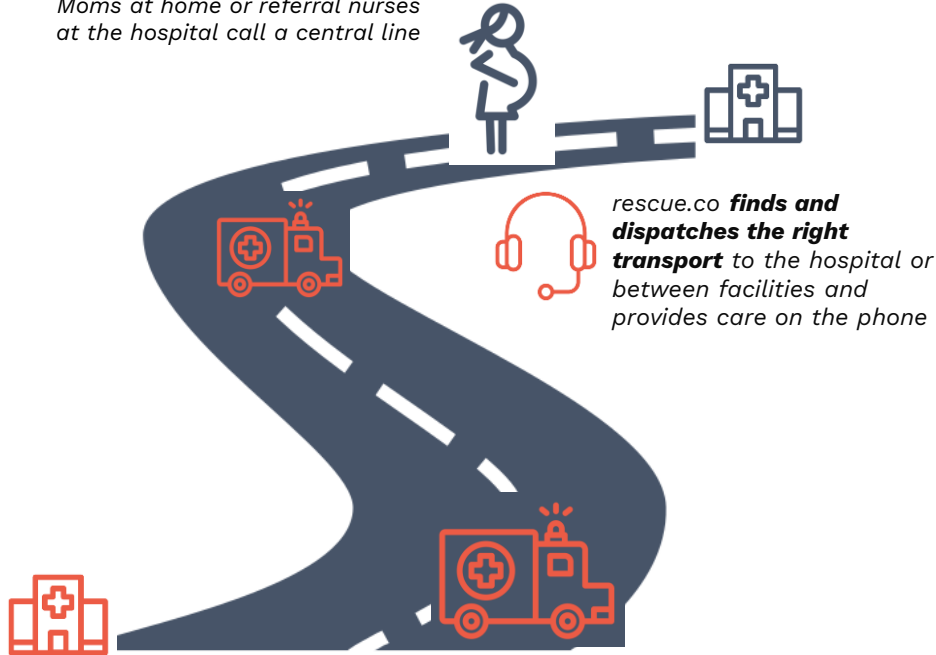 Moms at home or referral nurses
at the hospital call a central line
rescue.co finds and
dispatches the right
transport to the hospital or
between facilities and
provides care on the phone